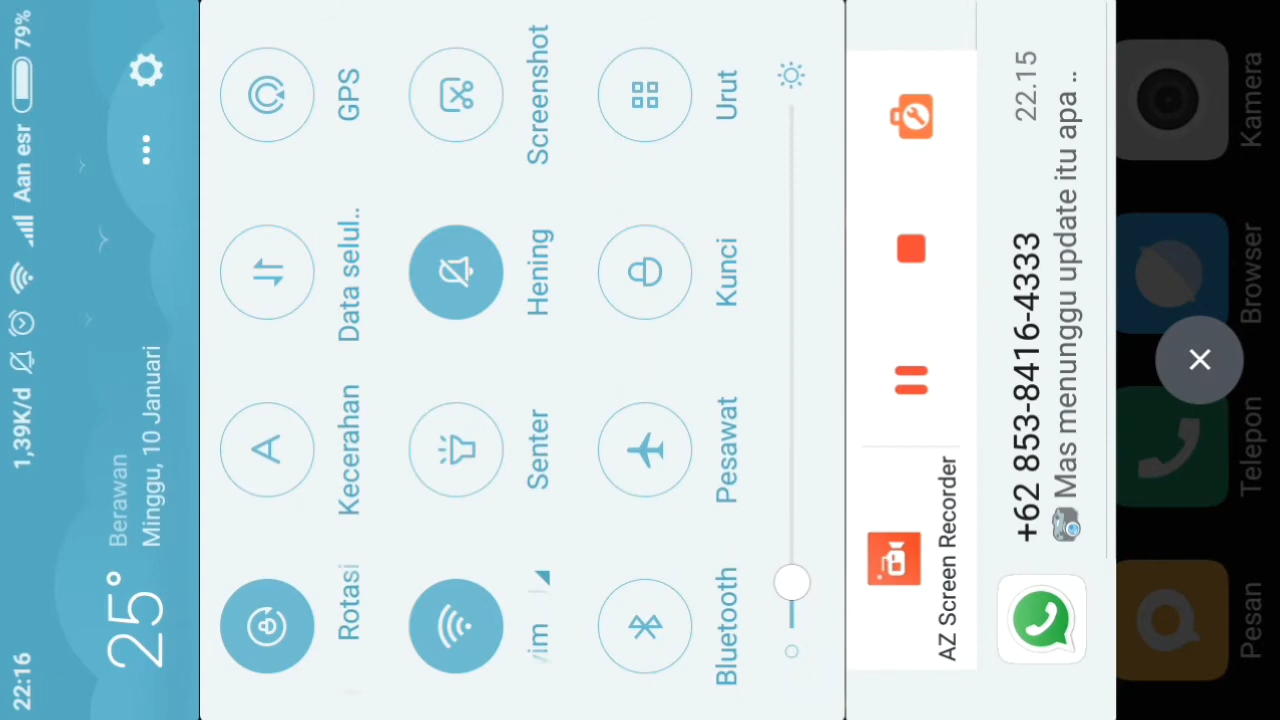 22:16
1,39K/d
Aan esr
79%
25°
Berawan
Minggu, 10 Januari
Rotasi
Kecerahan
Data selul..
GPS
Senter
Hening
Screenshot
Bluetooth
Pesawat
Kunci
Urut
AZ Screen Recorder
+62 853-8416-4333
22.15
Mas menunggu update itu apa ..
Pesan
Telepon
Browser
Kamera